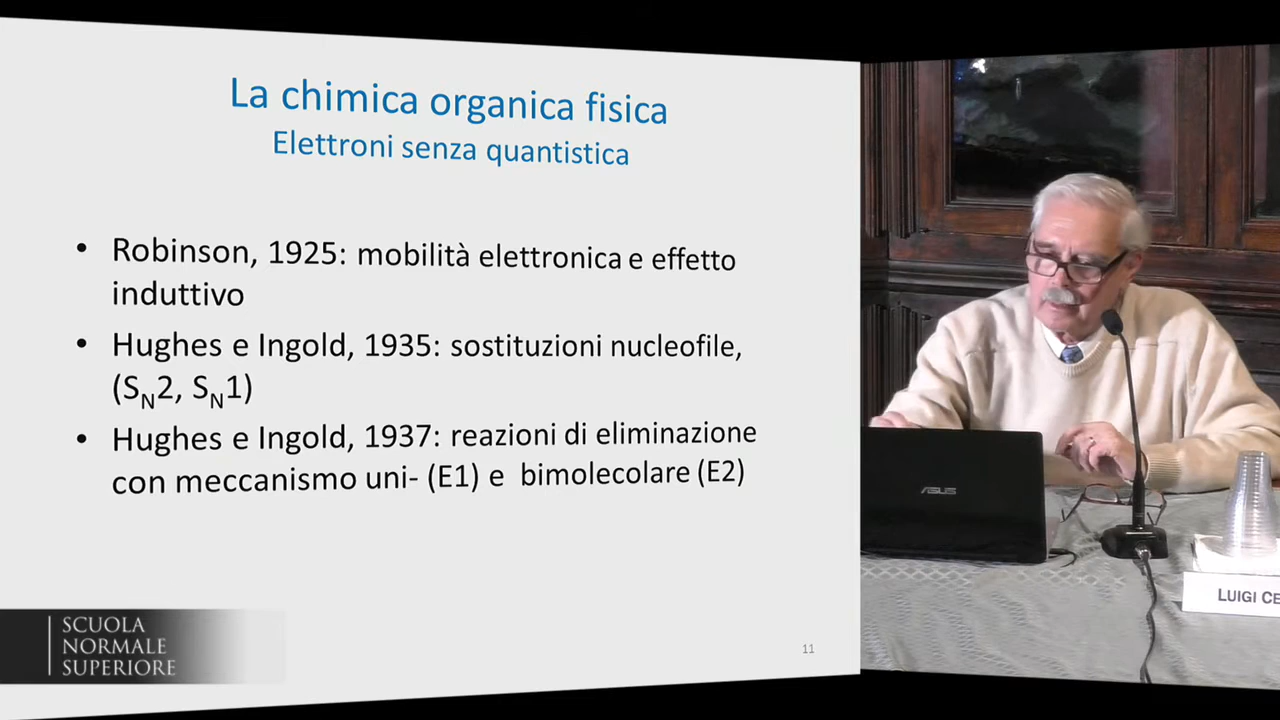 La chimica organica fisica
Elettroni senza quantistica
• Robinson, 1925: mobilità elettronica e effetto
induttivo
• Hughes e Ingold, 1935: sostituzioni nucleofile,
(SN2, SN1)
• Hughes e Ingold, 1937: reazioni di eliminazione
con meccanismo uni- (E1) e bimolecolare (E2)
11
SCUOLA
NORMALE
SUPERIORE
ASUS
LUIGI CE